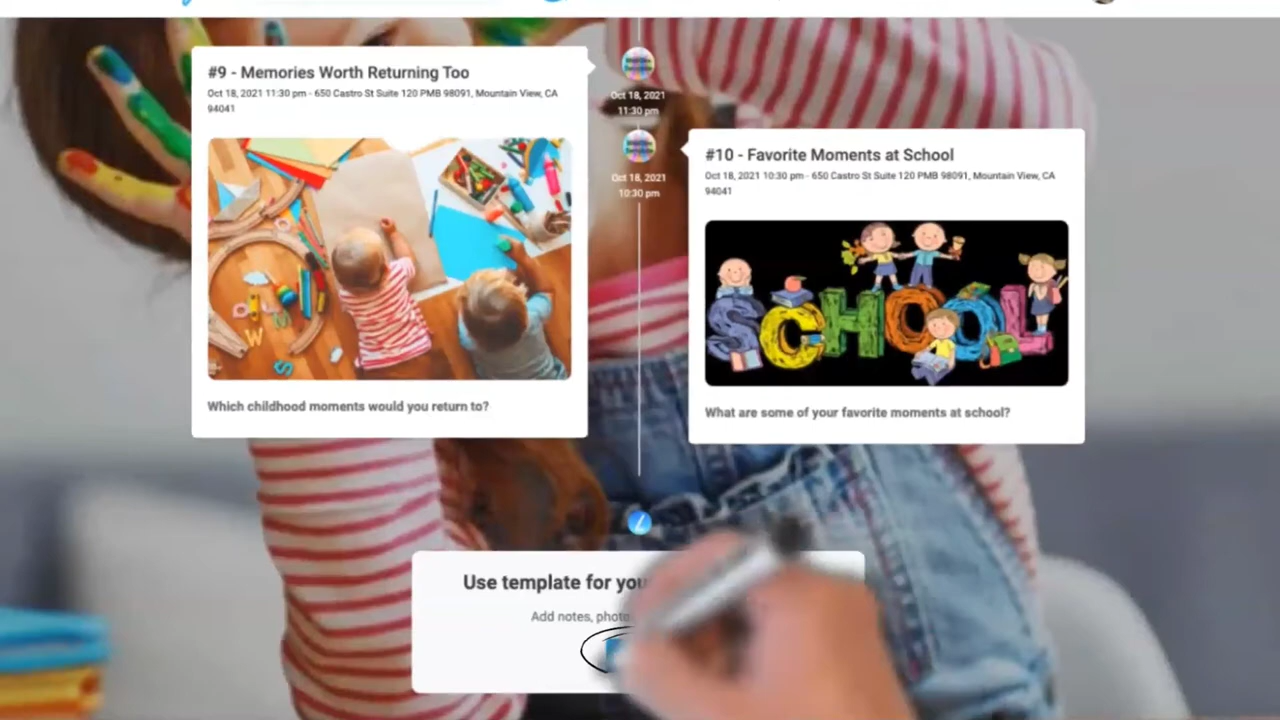 #9 - Memories Worth Returning Too
Oct 18, 2021 11:30 pm - 650 Castro St Suite 120 PMB 98091, Mountain View, CA
94041
W
S
Which childhood moments would you return to?
Oct 18, 2021
11:30 pm
Oct 18, 2021
10:30 pm
#10 - Favorite Moments at School
Oct 18, 2021 10:30 pm - 650 Castro St Suite 120 PMB 98091, Mountain View, CA
94041
SCHOOL
What are some of your favorite moments at school?
Use template for
Add notes,